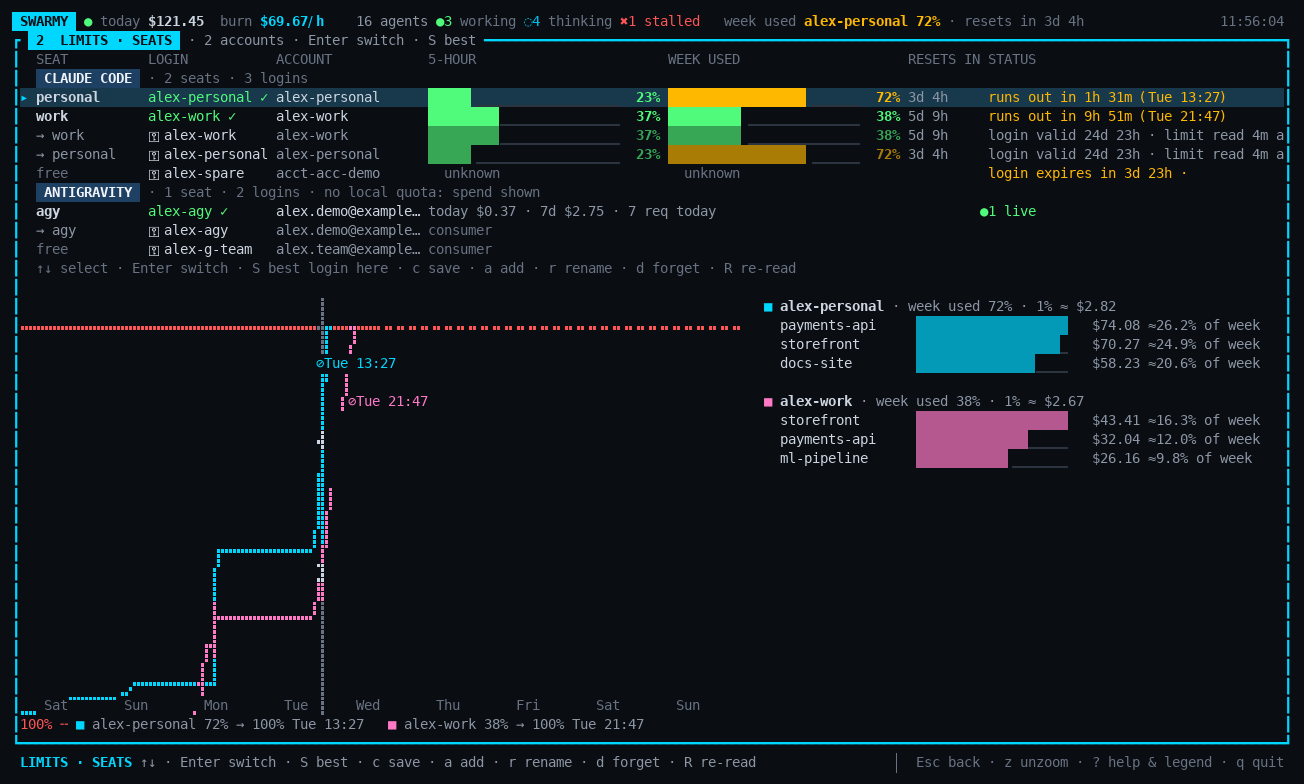 SWARMY ● today $121.45 burn $69.67/h 16 agents ●3 working ◌4 thinking ✖1 stalled week used alex-personal 72% · resets in 3d 4h 11:56:04
2 LIMITS · SEATS · 2 accounts · Enter switch · S best
SEAT LOGIN ACCOUNT 5-HOUR WEEK USED RESETS IN STATUS
CLAUDE CODE · 2 seats · 3 logins
▸ personal alex-personal ✓ alex-personal 23% 72% 3d 4h runs out in 1h 31m (Tue 13:27)
work alex-work ✓ alex-work 37% 38% 5d 9h runs out in 9h 51m (Tue 21:47)
→ work ⚿ alex-work alex-work 37% 38% 5d 9h login valid 24d 23h · limit read 4m a
→ personal ⚿ alex-personal alex-personal 23% 72% 3d 4h login valid 24d 23h · limit read 4m a
free ⚿ alex-spare acct-acc-demo unknown unknown login expires in 3d 23h ·
ANTIGRAVITY · 1 seat · 2 logins · no local quota: spend shown
agy alex-agy ✓ alex.demo@example… today $0.37 · 7d $2.75 · 7 req today ●1 live
→ agy ⚿ alex-agy alex.demo@example… consumer
free ⚿ alex-g-team alex.team@example… consumer
↑↓ select · Enter switch · S best login here · c save · a add · r rename · d forget · R re-read
■ alex-personal · week used 72% · 1% ≈ $2.82
payments-api $74.08 ≈26.2% of week
storefront $70.27 ≈24.9% of week
docs-site $58.23 ≈20.6% of week
⊘Tue 13:27
■ alex-work · week used 38% · 1% ≈ $2.67
⊘Tue 21:47
storefront $43.41 ≈16.3% of week
payments-api $32.04 ≈12.0% of week
ml-pipeline $26.16 ≈9.8% of week
Sat Sun Mon Tue Wed Thu Fri Sat Sun
100% ╌ ■ alex-personal 72% → 100% Tue 13:27 ■ alex-work 38% → 100% Tue 21:47
LIMITS · SEATS ↑↓ · Enter switch · S best · c save · a add · r rename · d forget · R re-read │ Esc back · z unzoom · ? help & legend · q quit